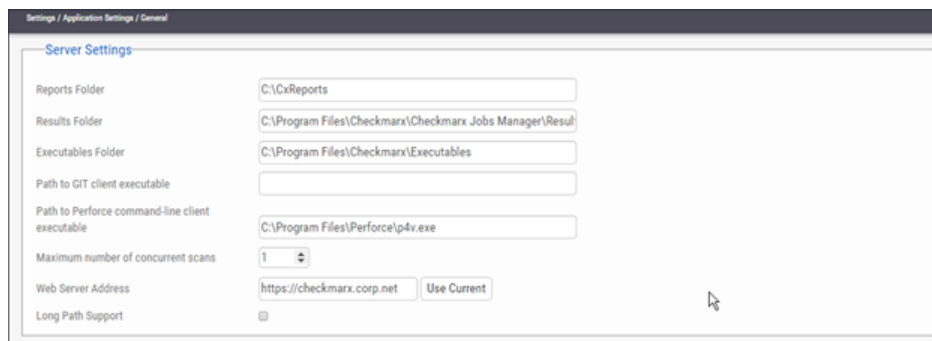 Settings / Application Settings / General
Server Settings
Reports Folder
C:\CxReports
Results Folder
C:\Program Files\Checkmarx\Checkmarx Jobs Manager\Resul
Executables Folder
C:\Program Files\Checkmarx\Executables
Path to GIT client executable
Path to Perforce command-line client
executable
C:\Program Files\Perforce\p4v.exe
Maximum number of concurrent scans
1
Web Server Address
https://checkmarx.corp.net
Use Current
Long Path Support